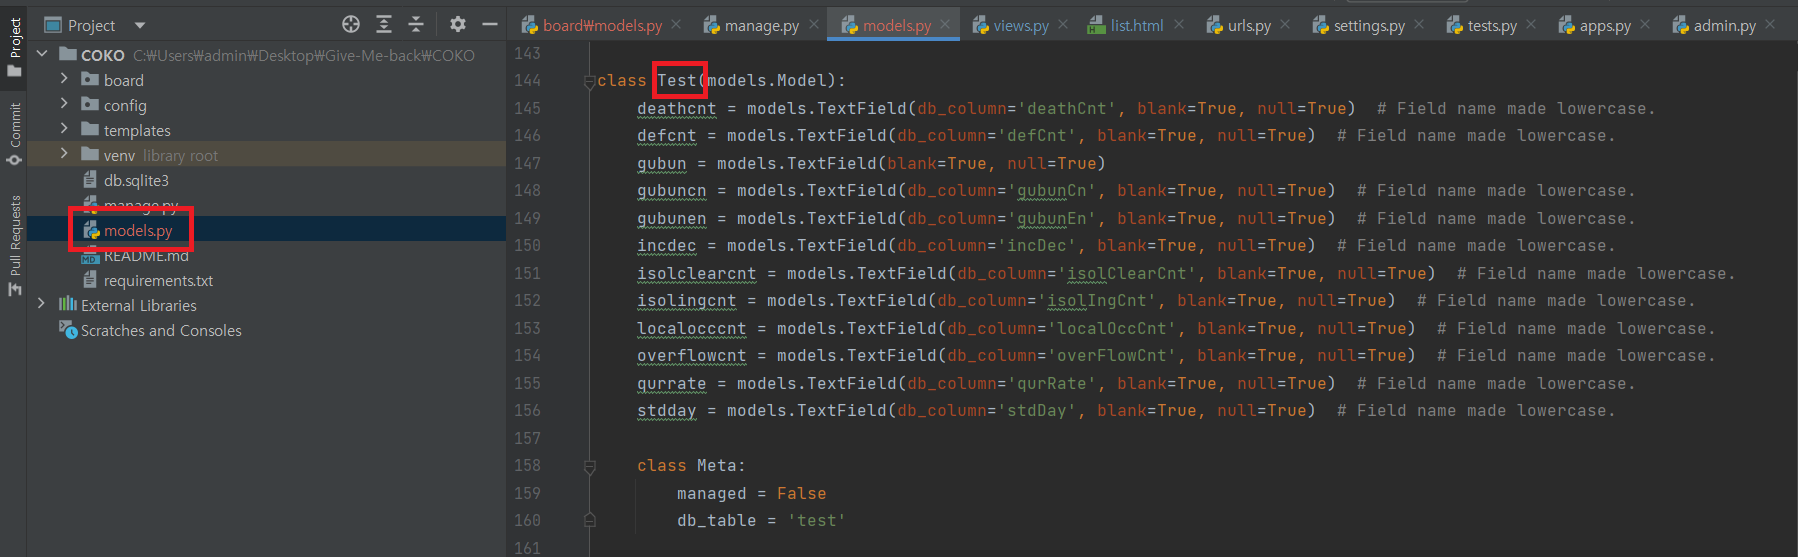 Project
board₩models.py
manage.py
models.py
views.py
list.html
urls.py
settings.py
tests.py
apps.py
admin.py
Project
Commit
Pull Requests
COKO C:₩Users₩admin₩Desktop₩Give-Me-back₩COKO
board
config
templates
venv library root
db.sqlite3
manage.py
models.py
README.md
requirements.txt
External Libraries
Scratches and Consoles
143
144 class Test(models.Model):
145 deathcnt = models.TextField(db_column='deathCnt', blank=True, null=True) # Field name made lowercase.
146 defcnt = models.TextField(db_column='defCnt', blank=True, null=True) # Field name made lowercase.
147 gubun = models.TextField(blank=True, null=True)
148 gubuncn = models.TextField(db_column='gubunCn', blank=True, null=True) # Field name made lowercase.
149 gubunen = models.TextField(db_column='gubunEn', blank=True, null=True) # Field name made lowercase.
150 incdec = models.TextField(db_column='incDec', blank=True, null=True) # Field name made lowercase.
151 isolclearcnt = models.TextField(db_column='isolClearCnt', blank=True, null=True) # Field name made lowercase.
152 isolingcnt = models.TextField(db_column='isolIngCnt', blank=True, null=True) # Field name made lowercase.
153 localocccnt = models.TextField(db_column='localOccCnt', blank=True, null=True) # Field name made lowercase.
154 overflowcnt = models.TextField(db_column='overFlowCnt', blank=True, null=True) # Field name made lowercase.
155 qurrate = models.TextField(db_column='qurRate', blank=True, null=True) # Field name made lowercase.
156 stdday = models.TextField(db_column='stdDay', blank=True, null=True) # Field name made lowercase.
157
158 class Meta:
159 managed = False
160 db_table = 'test'
161